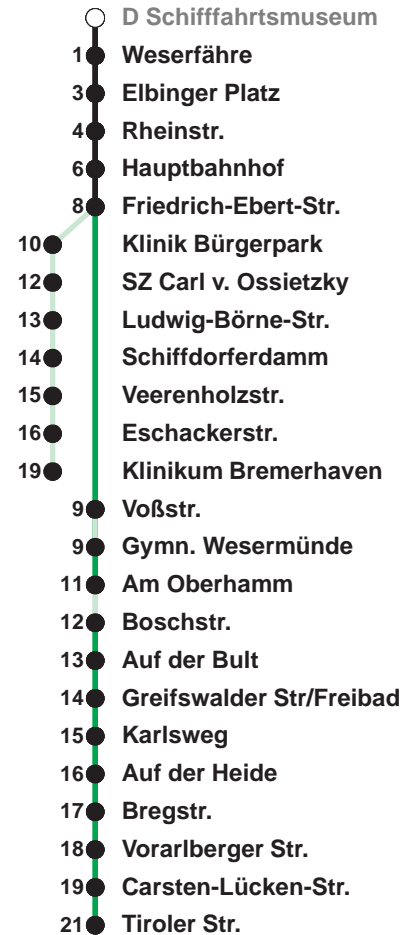 D Schifffahrtsmuseum
1 Weserfähre
3 Elbinger Platz
4 Rheinstr.
6 Hauptbahnhof
8 Friedrich-Ebert-Str.
10 Klinik Bürgerpark
12 SZ Carl v. Ossietzky
13 Ludwig-Börne-Str.
14 Schiffdorferdamm
15 Veerenholzstr.
16 Eschackerstr.
19 Klinikum Bremerhaven
9 Voßstr.
9 Gymn. Wesermünde
11 Am Oberhamm
12 Boschstr.
13 Auf der Bult
14 Greifswalder Str/Freibad
15 Karlsweg
16 Auf der Heide
17 Bregstr.
18 Vorarlberger Str.
19 Carsten-Lücken-Str.
21 Tiroler Str.